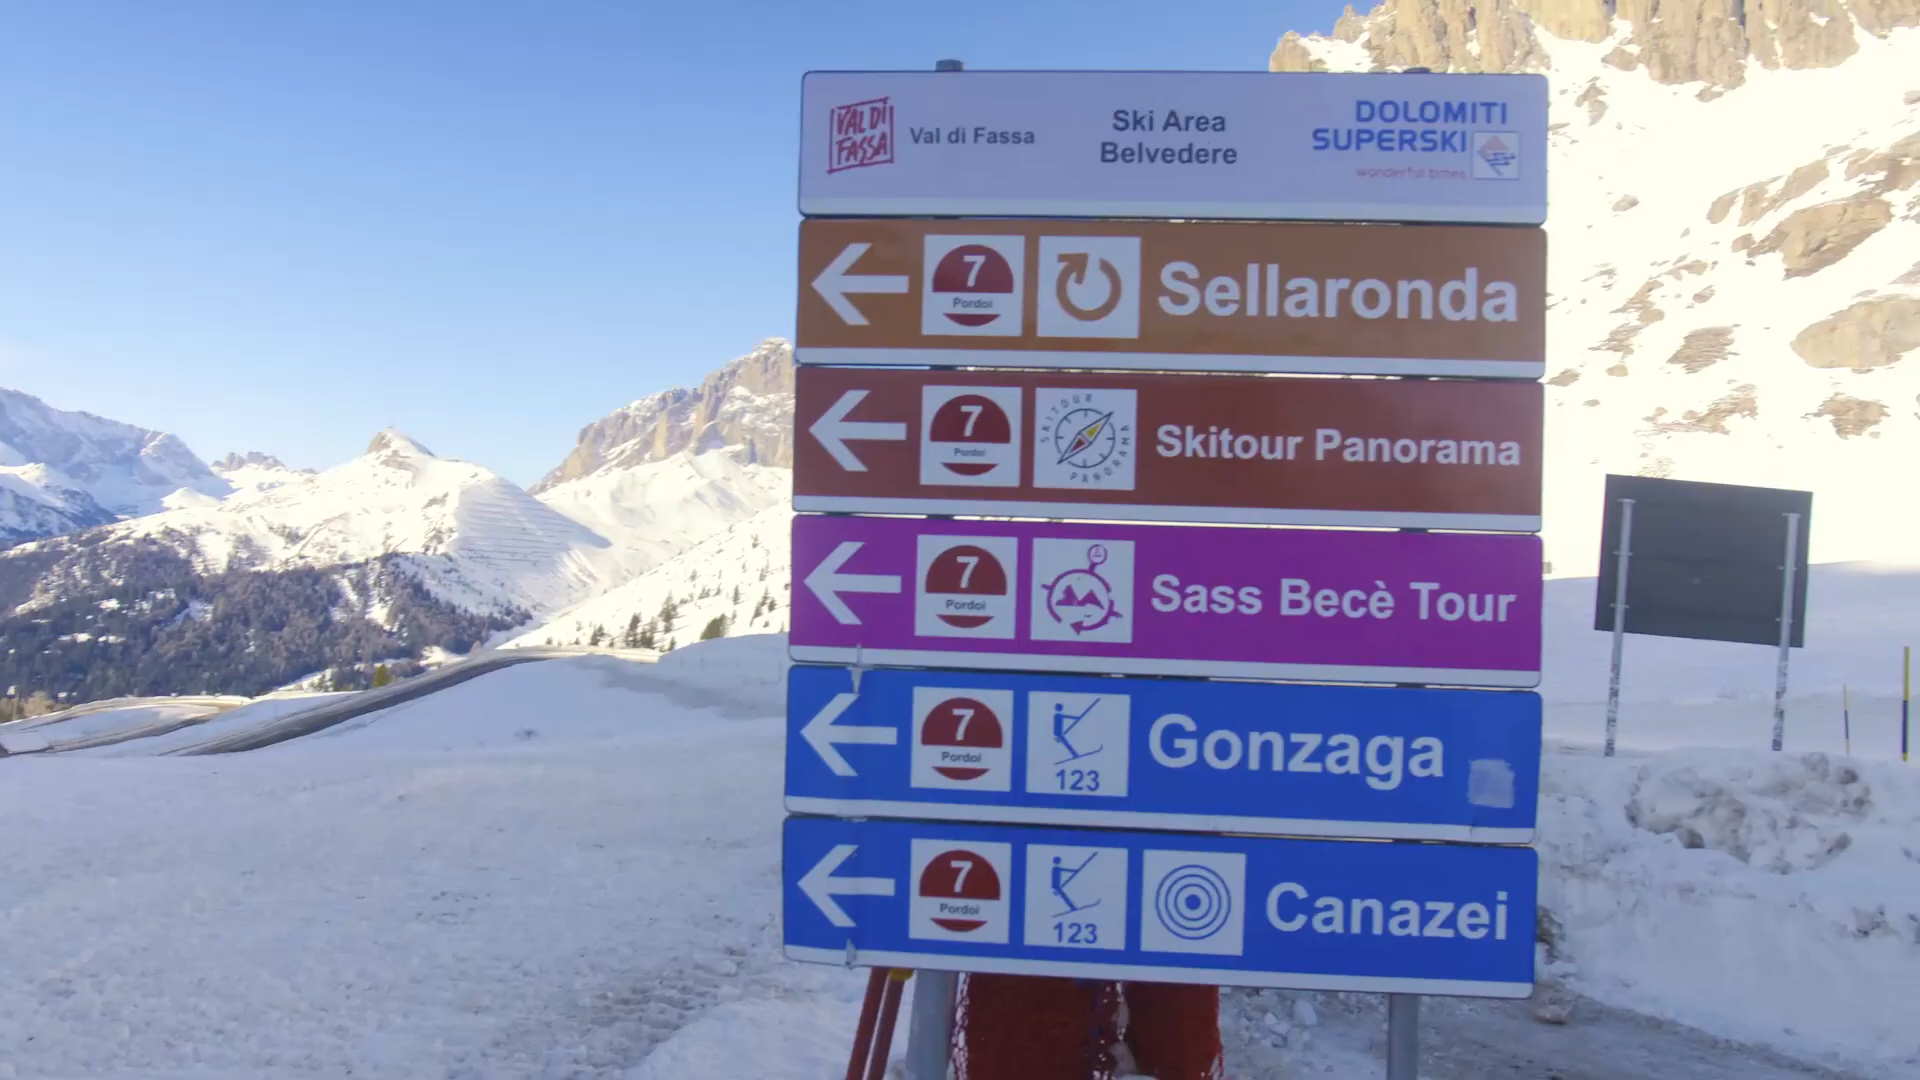 VAL DI
FASSA
Val di Fassa
Ski Area
Belvedere
DOLOMITI
SUPERSKI
wonderful times
7
Pordoi
Sellaronda
7
Pordoi
SKITOUR
PANORAMA
Skitour Panorama
7
Pordoi
Sass Becè Tour
7
Pordoi
123
Gonzaga
7
Pordoi
123
Canazei